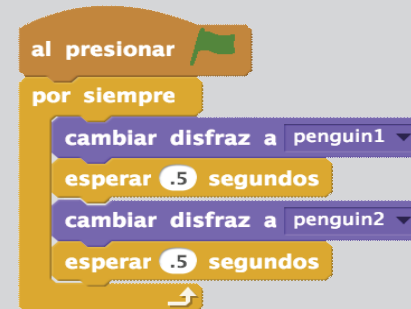 al presionar
por siempre
cambiar disfraz a penguin1
esperar .5 segundos
cambiar disfraz a penguin2
esperar .5 segundos